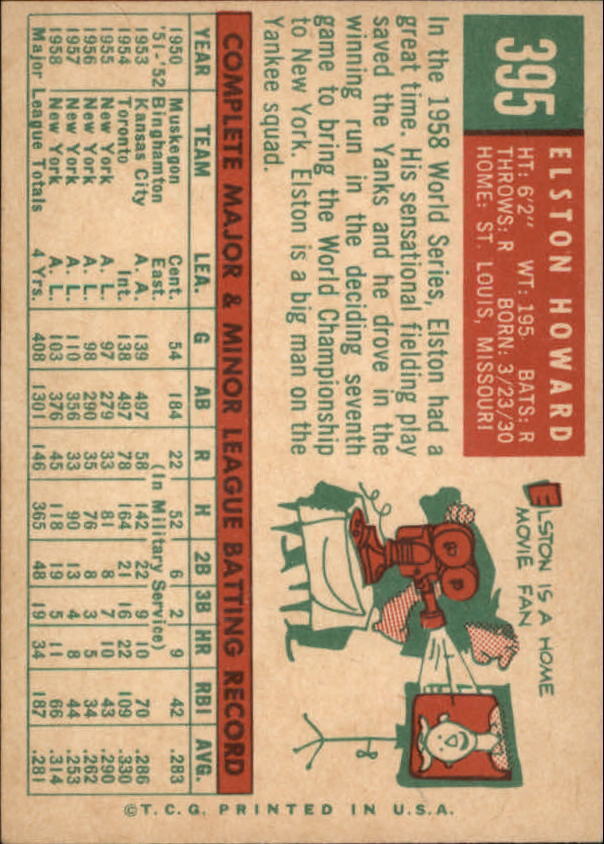 395
ELSTON HOWARD
HT: 6'2" WT: 195 BATS: R
THROWS: R BORN: 3/23/30
HOME: ST. LOUIS, MISSOURI
In the 1958 World Series, Elston had a
great time. His sensational fielding play
saved the Yanks and he drove in the
winning run in the deciding seventh
game to bring the World Championship
to New York. Elston is a big man on the
Yankee squad.
ELSTON IS A HOME
MOVIE FAN
COMPLETE MAJOR & MINOR LEAGUE BATTING RECORD
YEAR TEAM LEA. G AB R H 2B 3B HR RBI AVG.
1950 Muskegon Cent. 54 184 22 52 6 2 9 42 .283
'51-'52 Binghamton East. (In Military Service)
1953 Kansas City A. A. 139 497 58 142 22 9 10 70 .286
1954 Toronto Int. 138 497 78 164 21 16 22 109 .330
1955 New York A. L. 97 279 33 81 8 7 10 43 .290
1956 New York A. L. 98 290 35 76 8 3 5 34 .262
1957 New York A. L. 110 356 33 90 13 4 8 44 .253
1958 New York A. L. 103 376 45 118 19 5 11 66 .314
Major League Totals 4 Yrs. 408 1301 146 365 48 19 34 187 .281
©T.C.G. PRINTED IN U.S.A.